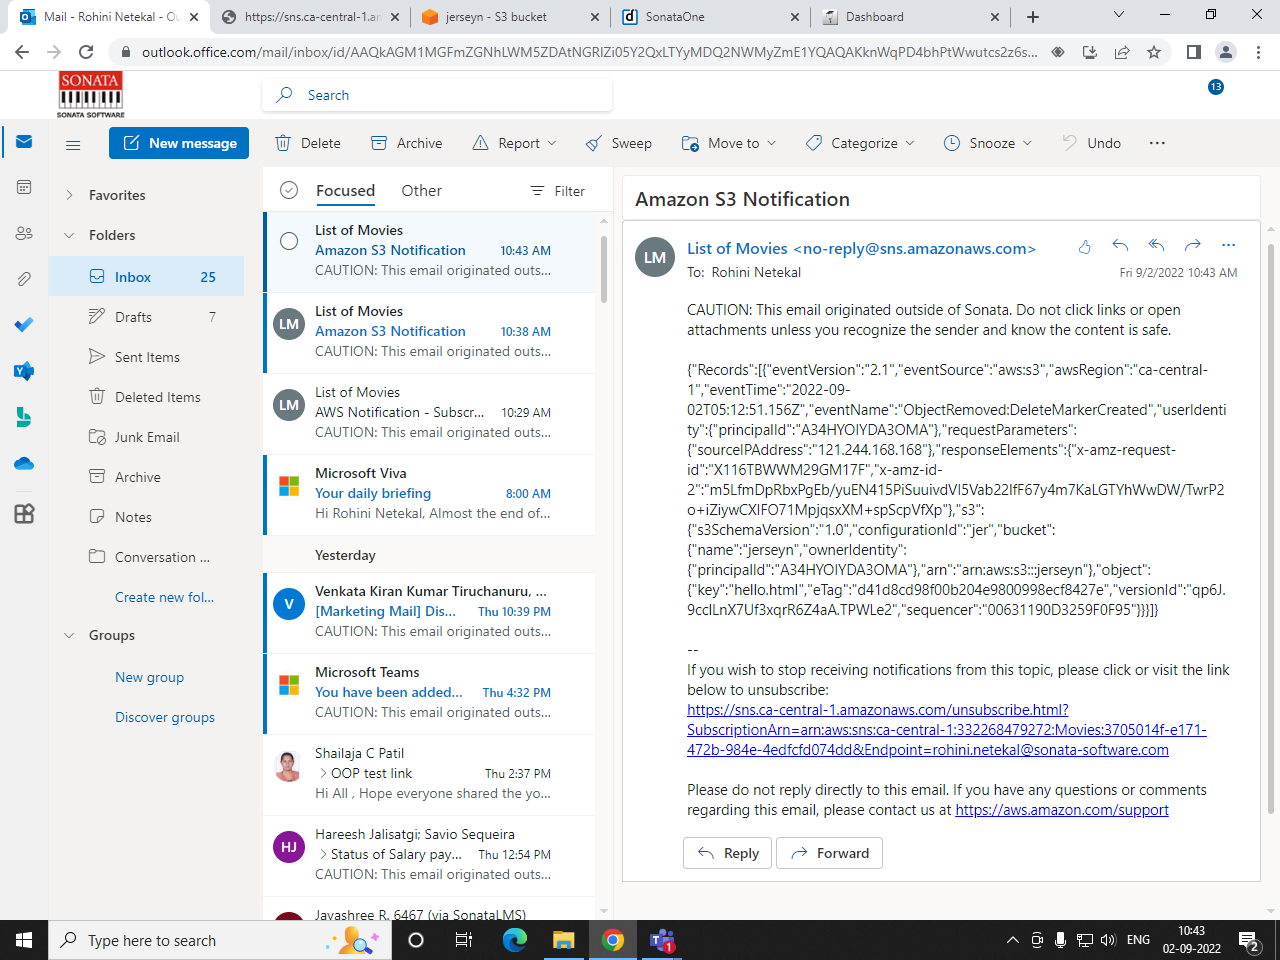 Mail - Rohini Netekal - Ou
https://sns.ca-central-1.an
jerseyn - S3 bucket
SonataOne
Dashboard
outlook.office.com/mail/inbox/id/AAQkAGM1MGFmZGNhLWM5ZDAtNGRlZi05Y2QxLTYyMDQ2NWMyZmE1YQAQAKknWqPD4bhPtWwutcs2z6s...
SONATA
SONATA SOFTWARE
Search
13
New message
Delete
Archive
Report
Sweep
Move to
Categorize
Snooze
Undo
Favorites
Folders
Inbox 25
Drafts 7
Sent Items
Deleted Items
Junk Email
Archive
Notes
Conversation ...
Create new fol...
Groups
New group
Discover groups
Focused
Other
Filter
List of Movies
Amazon S3 Notification 10:43 AM
CAUTION: This email originated outs...
LM
List of Movies
Amazon S3 Notification 10:38 AM
CAUTION: This email originated outs...
LM
List of Movies
AWS Notification - Subscr... 10:29 AM
CAUTION: This email originated outs...
Microsoft Viva
Your daily briefing 8:00 AM
Hi Rohini Netekal, Almost the end of...
Yesterday
V
Venkata Kiran Kumar Tiruchanuru, ...
[Marketing Mail] Dis... Thu 10:39 PM
CAUTION: This email originated outs...
Microsoft Teams
You have been added... Thu 4:32 PM
CAUTION: This email originated outs...
Shailaja C Patil
OOP test link Thu 2:37 PM
Hi All , Hope everyone shared the yo...
HJ
Hareesh Jalisatgi; Savio Sequeira
Status of Salary pay... Thu 12:54 PM
CAUTION: This email originated outs...
Jayashree R. 6467 (via SonataLMS)
Amazon S3 Notification
LM
List of Movies <no-reply@sns.amazonaws.com>
To: Rohini Netekal
Fri 9/2/2022 10:43 AM
CAUTION: This email originated outside of Sonata. Do not click links or open
attachments unless you recognize the sender and know the content is safe.
{"Records":[{"eventVersion":"2.1","eventSource":"aws:s3","awsRegion":"ca-central-
1","eventTime":"2022-09-
02T05:12:51.156Z","eventName":"ObjectRemoved:DeleteMarkerCreated","userIdenti
ty":{"principalId":"A34HYOIYDA3OMA"},"requestParameters":
{"sourceIPAddress":"121.244.168.168"},"responseElements":{"x-amz-request-
id":"X116TBWWM29GM17F","x-amz-id-
2":"m5LfmDpRbxPgEb/yuEN415PiSuuivdVI5Vab22IfF67y4m7KaLGTYhWwDW/TwrP2
o+iZiywCXIFO71MpjqsxXM+spScpVfXp"},"s3":
{"s3SchemaVersion":"1.0","configurationId":"jer","bucket":
{"name":"jerseyn","ownerIdentity":
{"principalId":"A34HYOIYDA3OMA"},"arn":"arn:aws:s3:::jerseyn"},"object":
{"key":"hello.html","eTag":"d41d8cd98f00b204e9800998ecf8427e","versionId":"qp6J.
9cclLnX7Uf3xqrR6Z4aA.TPWLe2","sequencer":"00631190D3259F0F95"}}}]}
--
If you wish to stop receiving notifications from this topic, please click or visit the link
below to unsubscribe:
https://sns.ca-central-1.amazonaws.com/unsubscribe.html?
SubscriptionArn=arn:aws:sns:ca-central-1:332268479272:Movies:3705014f-e171-
472b-984e-4edfcfd074dd&Endpoint=rohini.netekal@sonata-software.com
Please do not reply directly to this email. If you have any questions or comments
regarding this email, please contact us at https://aws.amazon.com/support
Reply
Forward
Type here to search
1
ENG
10:43
02-09-2022
2